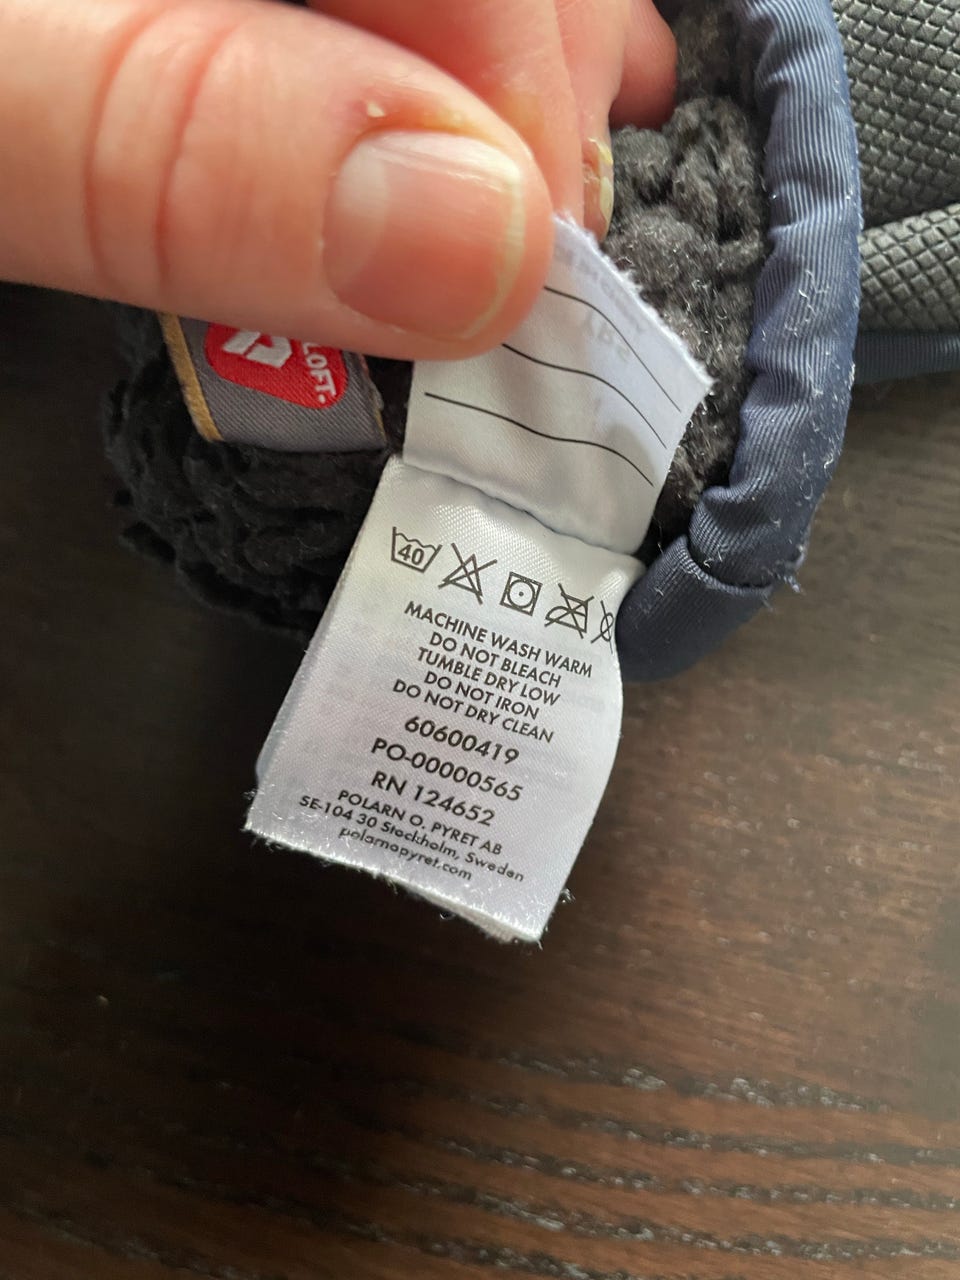 LOFT.
40
MACHINE WASH WARM
DO NOT BLEACH
TUMBLE DRY LOW
DO NOT IRON
DO NOT DRY CLEAN
60600419
PO-00000565
RN 124652
POLARN O. PYRET AB
SE-104 30 Stockholm, Sweden
polarnopyret.com